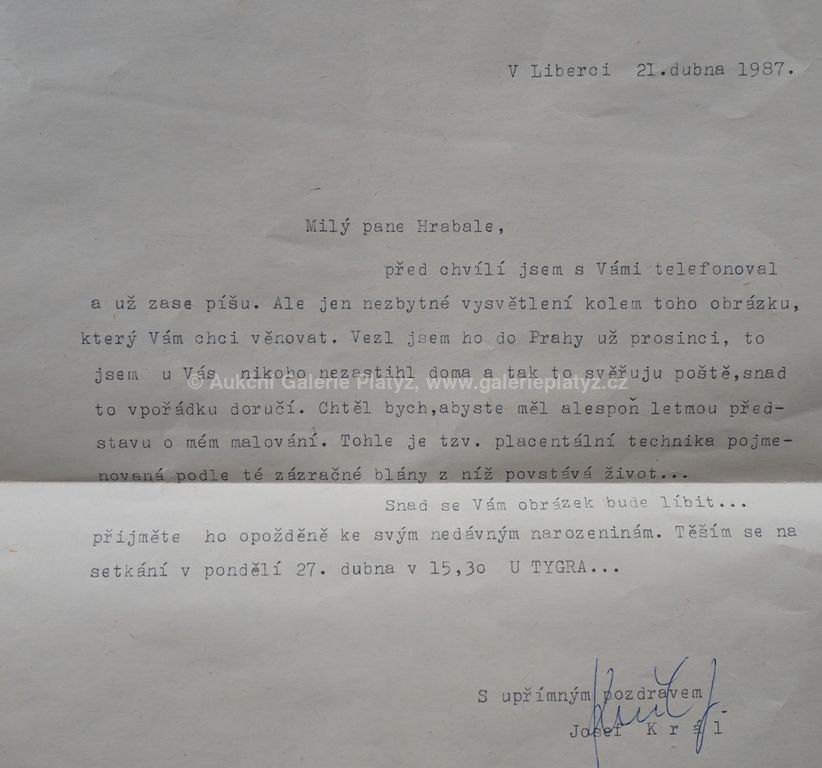 V Liberci 21.dubna 1987.
Milý pane Hrabale,
před chvílí jsem s Vámi telefonoval
a už zase píšu. Ale jen nezbytné vysvětlení kolem toho obrázku,
který Vám chci věnovat. Vezl jsem ho do Prahy už prosinci, to
jsem u Vás nikoho nezastihl doma a tak to svěřuju poště,snad
© Aukcni Galerie Platyz, www.galerieplatyz.cz
to vpořádku doručí. Chtěl bych,abyste měl alespoň letmou před-
stavu o mém malování. Tohle je tzv. placentální technika pojme-
novaná podle té zázračné blány z níž povstává život...
Snad se Vám obrázek bude líbit...
přijměte ho opožděně ke svým nedávným narozeninám. Těším se na
setkání v pondělí 27. dubna v 15,30 U TYGRA...
S upřímným pozdravem
Josef Král